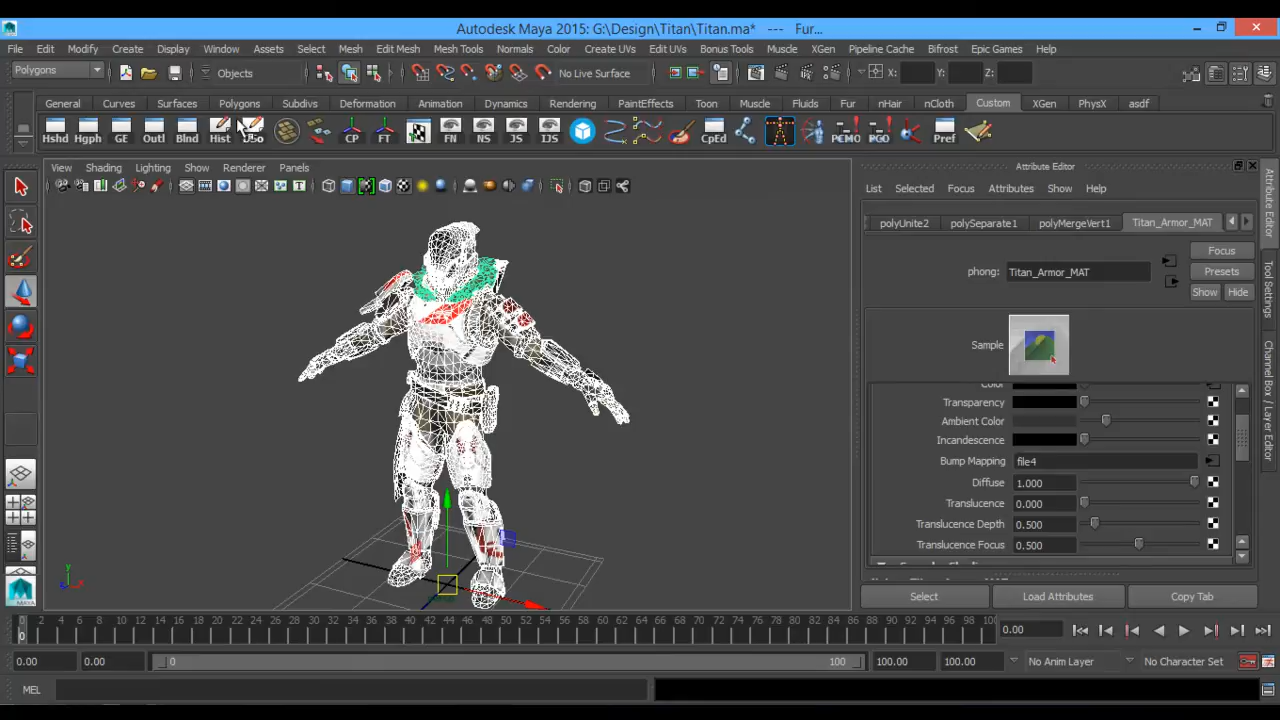 Autodesk Maya 2015: G:\Design\Titan\Titan.ma* --- Fur...
File Edit Modify Create Display Window Assets Select Mesh Edit Mesh Mesh Tools Normals Color Create UVs Edit UVs Bonus Tools Muscle XGen Pipeline Cache Bifrost Epic Games Help
Polygons Objects No Live Surface X: Y: Z:
General Curves Surfaces Polygons Subdivs Deformation Animation Dynamics Rendering PaintEffects Toon Muscle Fluids Fur nHair nCloth Custom XGen PhysX asdf
Hshd Hgph GE Outl Blnd Hist CP FT FN NS JS IJS CpEd PEMO PGO Pref
View Shading Lighting Show Renderer Panels
Attribute Editor
List Selected Focus Attributes Show Help
polyUnite2 polySeparate1 polyMergeVert1 Titan_Armor_MAT
Focus
phong: Titan_Armor_MAT
Presets
Show Hide
Sample
Color
Transparency
Ambient Color
Incandescence
Bump Mapping file4
Diffuse 1.000
Translucence 0.000
Translucence Depth 0.500
Translucence Focus 0.500
Select Load Attributes Copy Tab
Attribute Editor
Tool Settings
Channel Box / Layer Editor
y
MAYA
0 2 4 6 8 10 12 14 16 18 20 22 24 26 28 30 32 34 36 38 40 42 44 46 48 50 52 54 56 58 60 62 64 66 68 70 72 74 76 78 80 82 84 86 88 90 92 94 96 98 100
0
0.00
0.00 0.00 0 100 100.00 100.00 No Anim Layer No Character Set
MEL